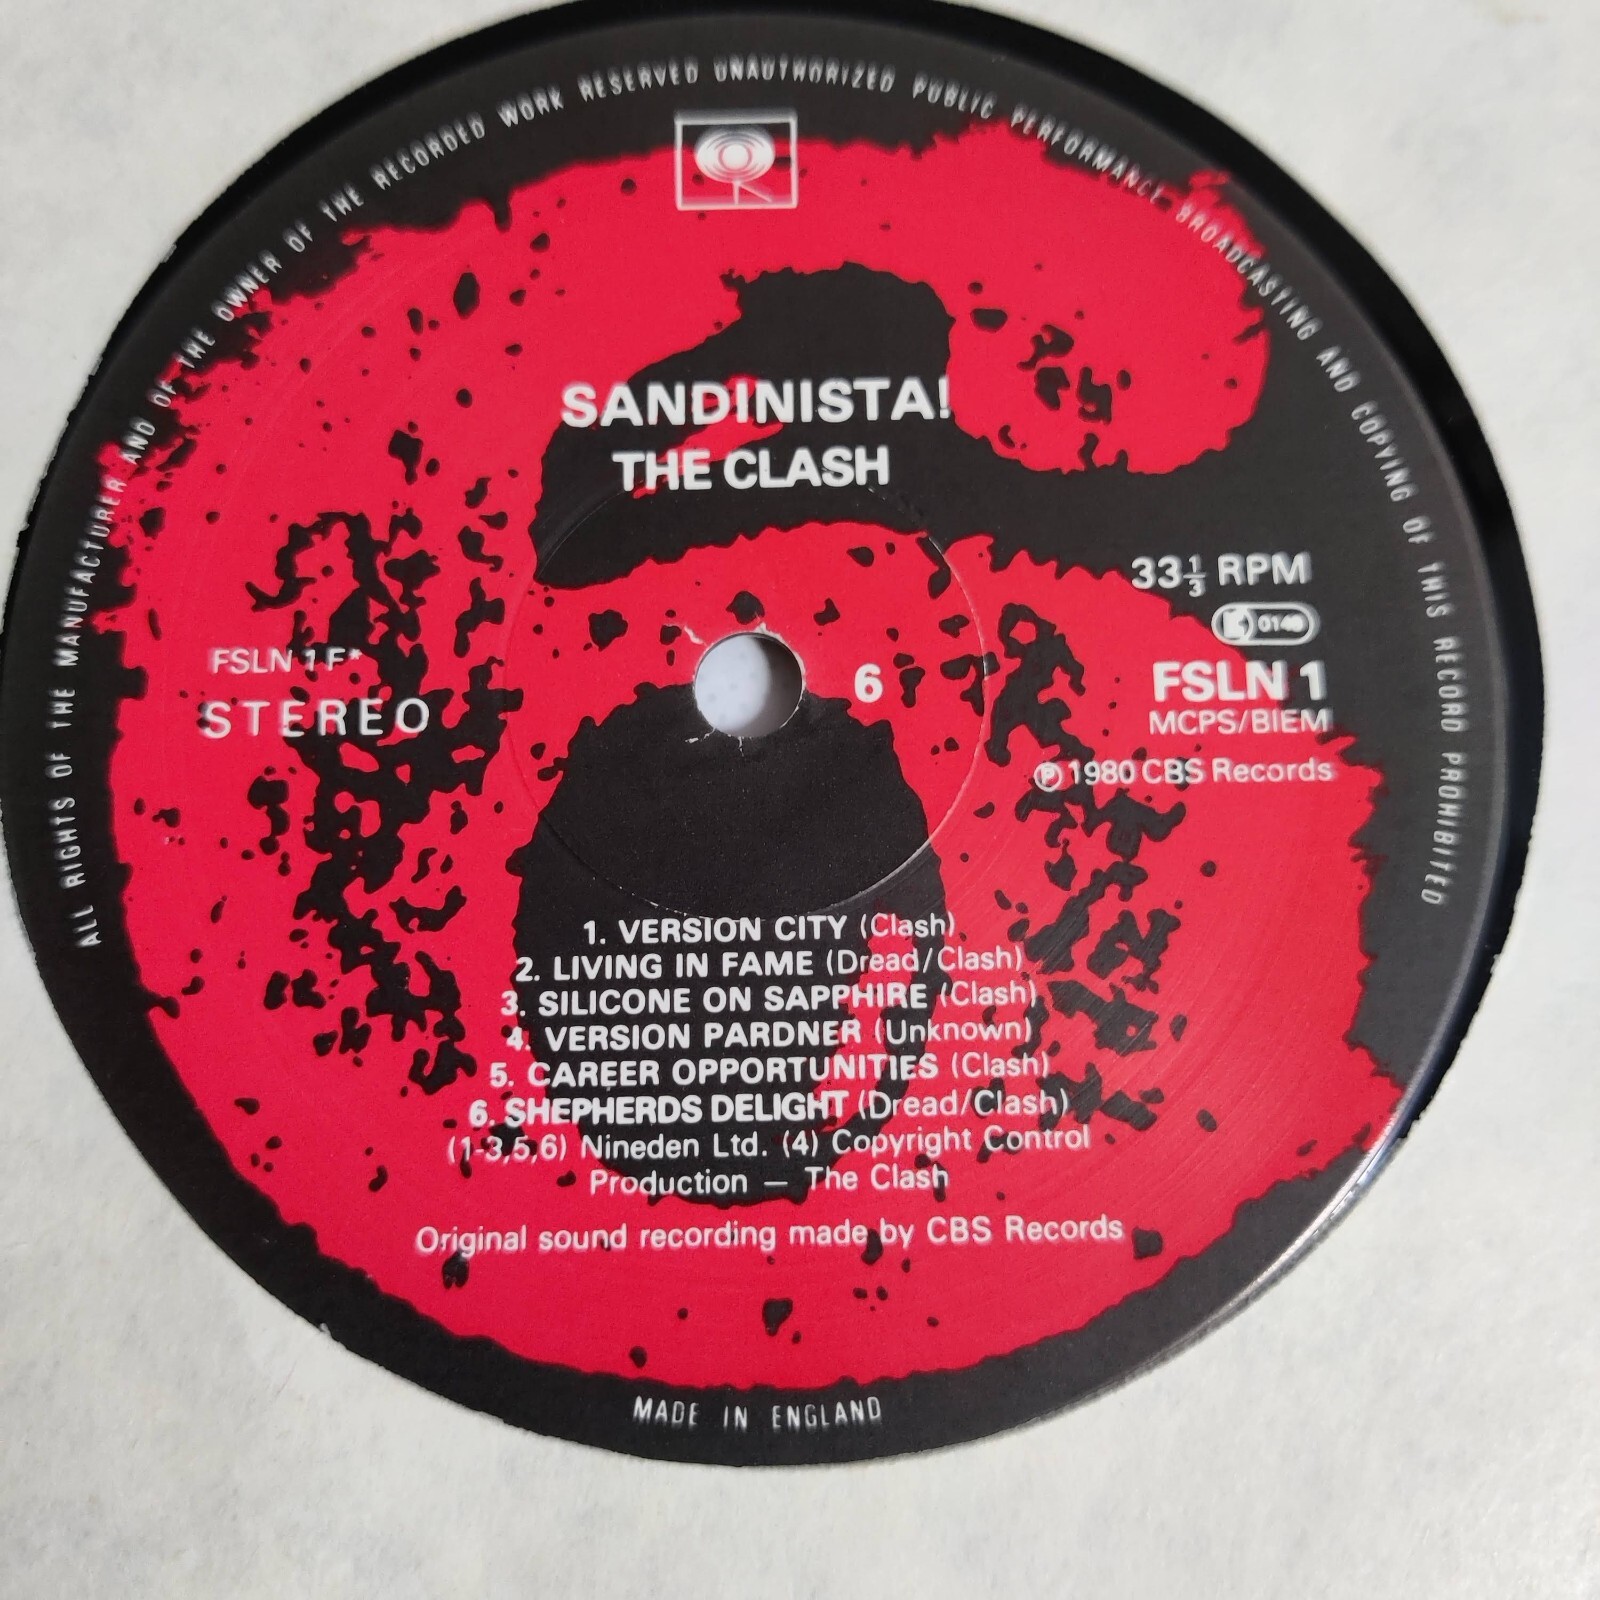 ALL RIGHTS OF THE MANUFACTURER AND OF THE OWNER OF THE RECORDED WORK RESERVED UNAUTHORIZED PUBLIC PERFORMANCE BROADCASTING AND COPYING OF THIS RECORD PROHIBITED
SANDINISTA!
THE CLASH
33⅓ RPM
FSLN 1 F*
STEREO
6
FSLN 1
MCPS/BIEM
℗ 1980 CBS Records
1. VERSION CITY (Clash)
2. LIVING IN FAME (Dread/Clash)
3. SILICONE ON SAPPHIRE (Clash)
4. VERSION PARDNER (Unknown)
5. CAREER OPPORTUNITIES (Clash)
6. SHEPHERDS DELIGHT (Dread/Clash)
(1-3,5,6) Nineden Ltd. (4) Copyright Control
Production — The Clash
Original sound recording made by CBS Records
MADE IN ENGLAND